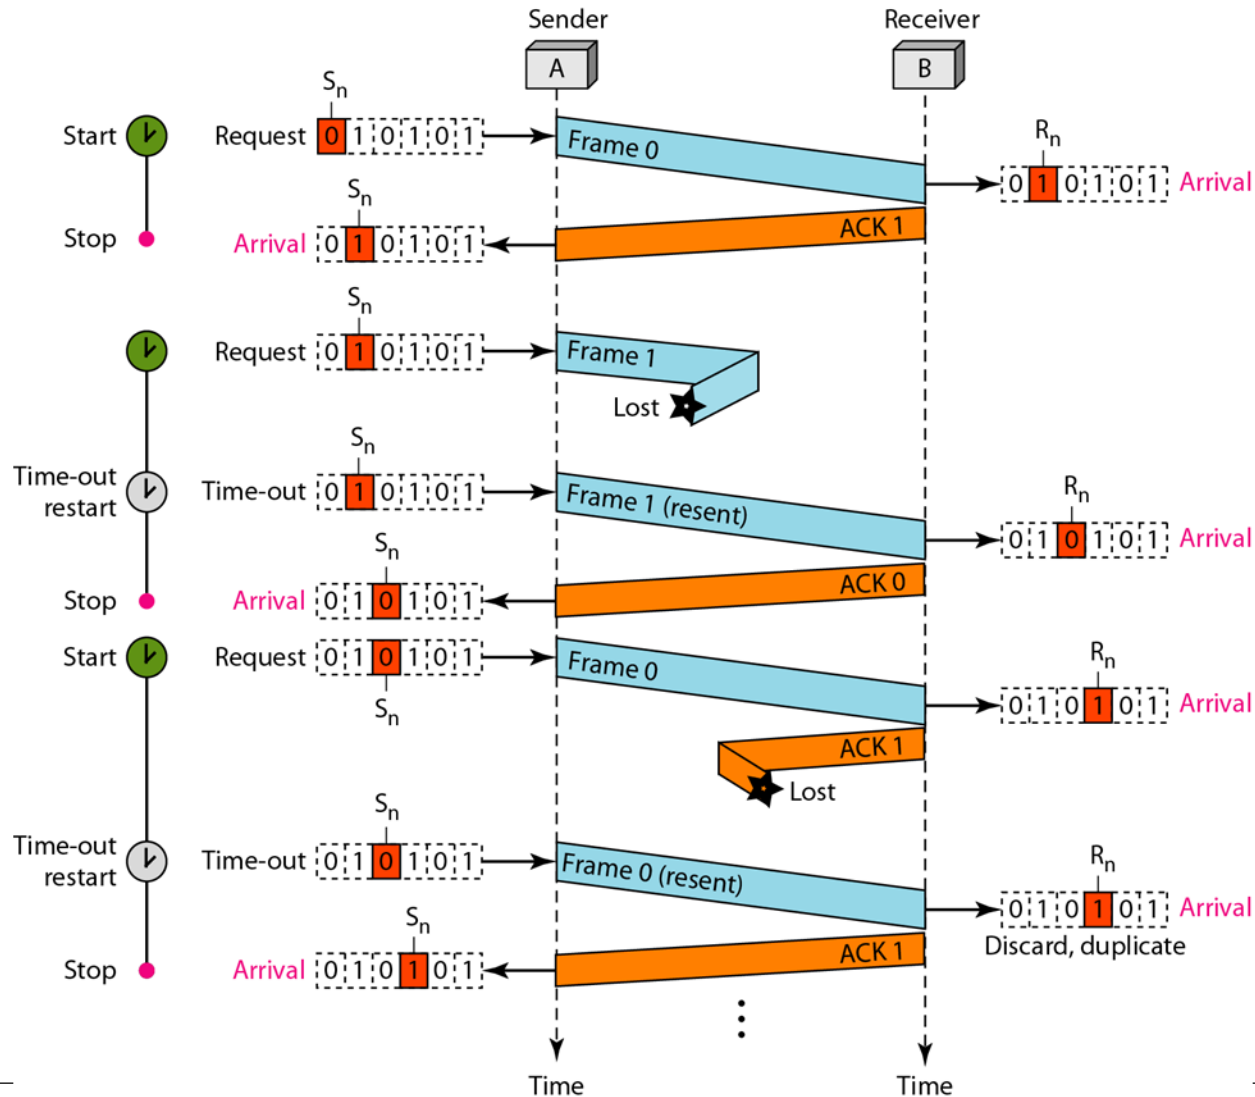 Sender Receiver
A B
Sn
Start Request 0 1 0 1 0 1 Frame 0
Rn
0 1 0 1 0 1 Arrival
Sn
Stop Arrival 0 1 0 1 0 1 ACK 1
Sn
Request 0 1 0 1 0 1 Frame 1
Lost
Sn
Time-out
restart
Time-out 0 1 0 1 0 1 Frame 1 (resent)
Rn
0 1 0 1 0 1 Arrival
Sn
Stop Arrival 0 1 0 1 0 1 ACK 0
Start Request 0 1 0 1 0 1 Frame 0
Sn
Rn
0 1 0 1 0 1 Arrival
ACK 1
Lost
Sn
Time-out
restart
Time-out 0 1 0 1 0 1 Frame 0 (resent)
Rn
0 1 0 1 0 1 Arrival
Discard, duplicate
Sn
Stop Arrival 0 1 0 1 0 1 ACK 1
Time Time